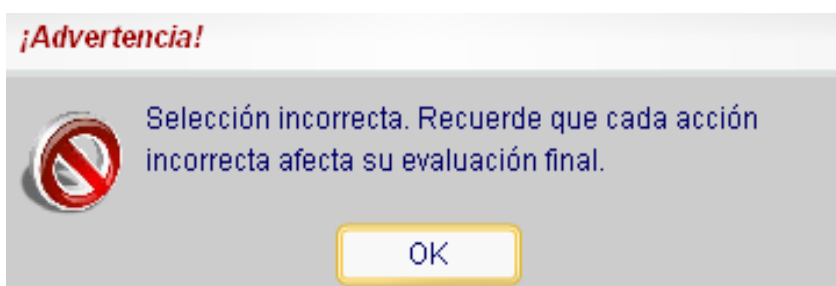 ¡Advertencia!
Selección incorrecta. Recuerde que cada acción
incorrecta afecta su evaluación final.
OK